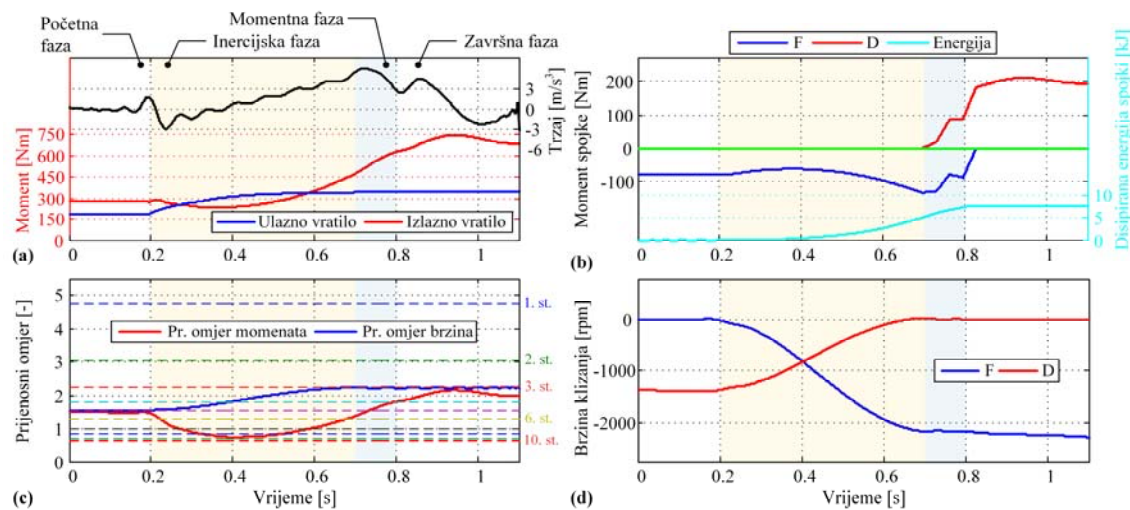 Početna faza
Inercijska faza
Momentna faza
Završna faza
3
0
-3
-6
Trzaj [m/s³]
750
600
450
300
150
0
Moment [Nm]
Ulazno vratilo
Izlazno vratilo
0 0.2 0.4 0.6 0.8 1
(a)
F D Energija
200
100
0
-100
Moment spojke [Nm]
10
5
0
Disipirana energija spojki [kJ]
0 0.2 0.4 0.6 0.8 1
(b)
5
4
3
2
1
0
Prijenosni omjer [-]
Pr. omjer momenata
Pr. omjer brzina
1. st.
2. st.
3. st.
6. st.
10. st.
0 0.2 0.4 0.6 0.8 1
Vrijeme [s]
(c)
0
-1000
-2000
Brzina klizanja [rpm]
F D
0 0.2 0.4 0.6 0.8 1
Vrijeme [s]
(d)